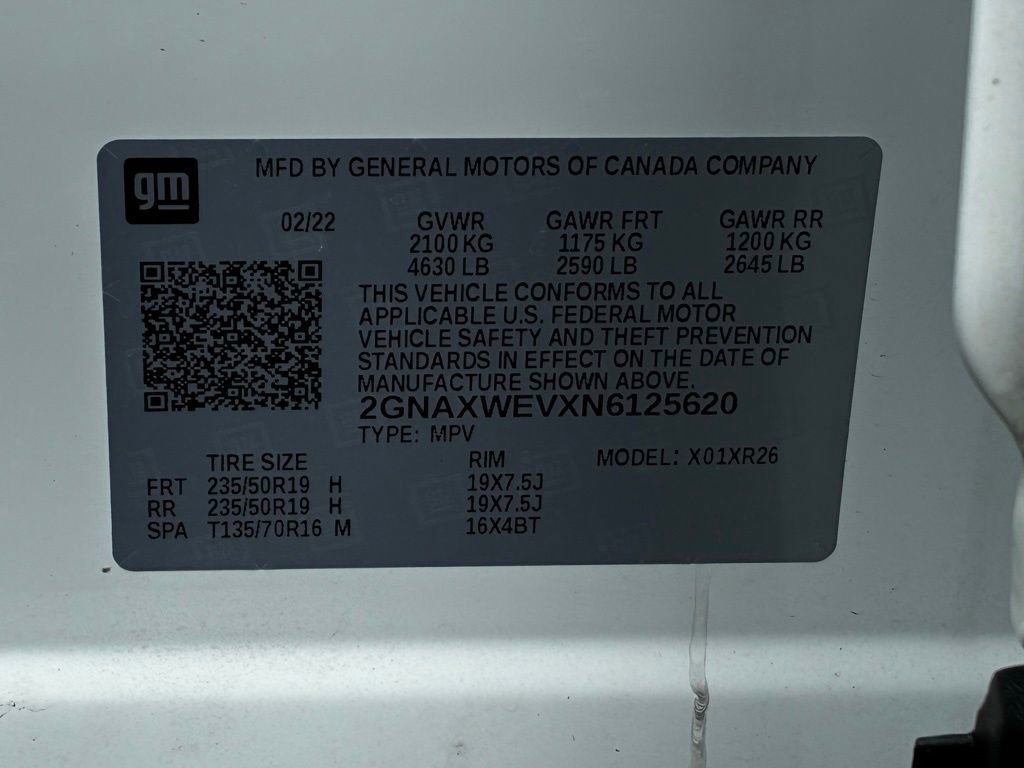 gm
MFD BY GENERAL MOTORS OF CANADA COMPANY
02/22 GVWR GAWR FRT GAWR RR
2100 KG 1175 KG 1200 KG
4630 LB 2590 LB 2645 LB
THIS VEHICLE CONFORMS TO ALL
APPLICABLE U.S. FEDERAL MOTOR
VEHICLE SAFETY AND THEFT PREVENTION
STANDARDS IN EFFECT ON THE DATE OF
MANUFACTURE SHOWN ABOVE.
2GNAXWEVXN6125620
TYPE: MPV
TIRE SIZE RIM MODEL: X01XR26
FRT 235/50R19 H 19X7.5J
RR 235/50R19 H 19X7.5J
SPA T135/70R16 M 16X4BT